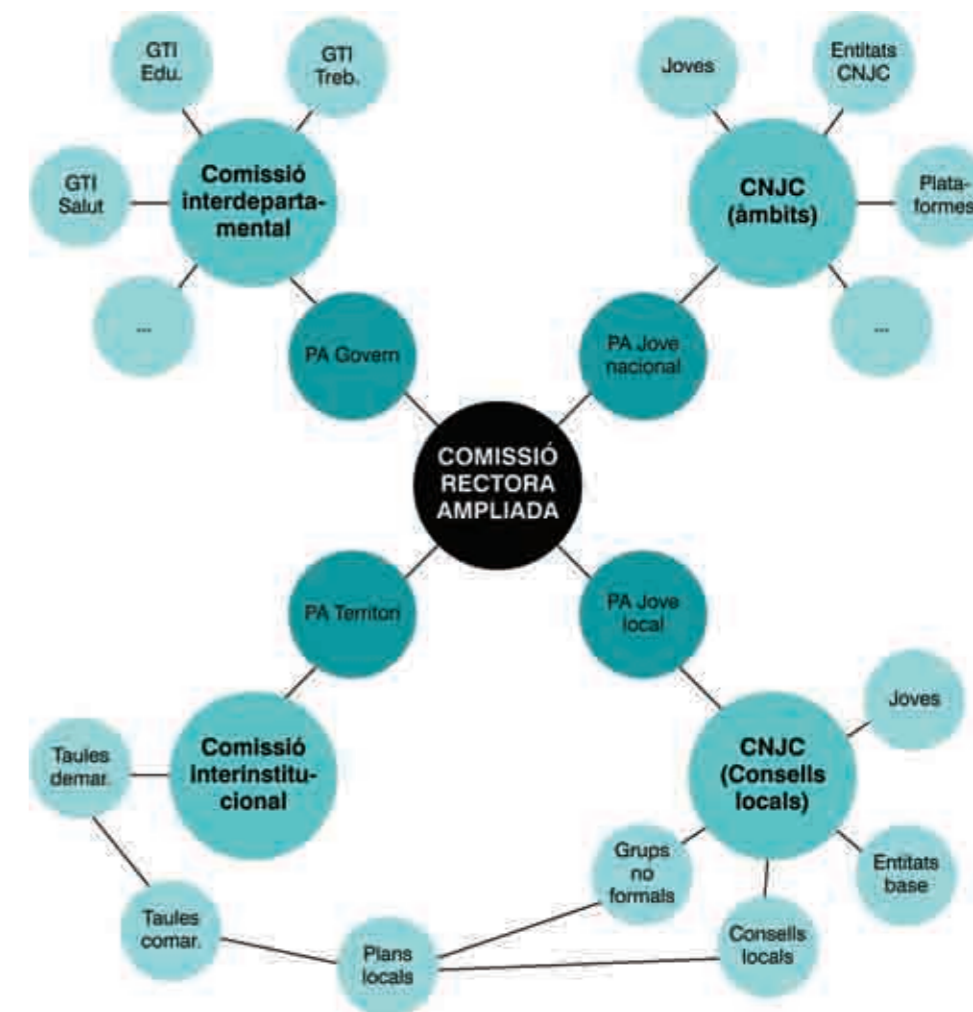 GTI
Edu.
GTI
Treb.
GTI
Salut
Comissió
interdeparta-
mental
...
PA Govern
Joves
Entitats
CNJC
CNJC
(àmbits)
Plata-
formes
...
PA Jove
nacional
COMISSIÓ
RECTORA
AMPLIADA
PA Territori
PA Jove
local
Comissió
interinstitu-
cional
Taules
demar.
Taules
comar.
Plans
locals
CNJC
(Consells
locals)
Joves
Grups
no
formals
Entitats
base
Consells
locals